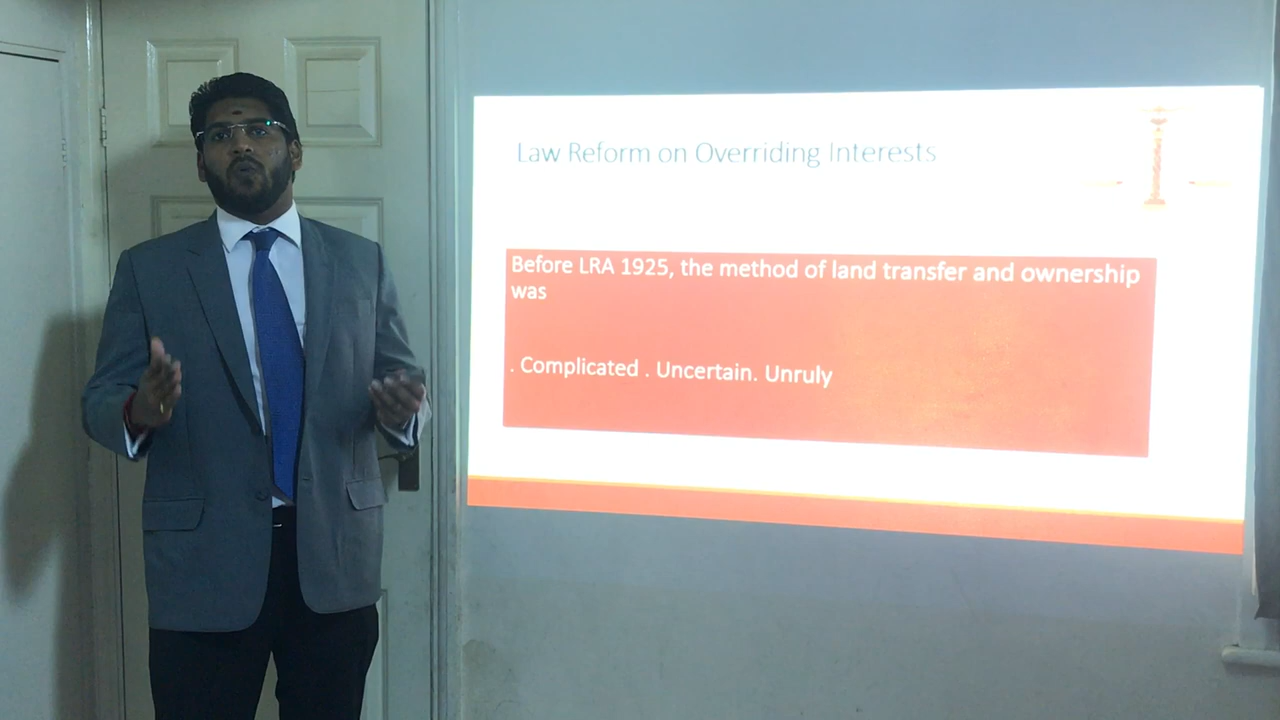 Law Reform on Overriding Interests
Before LRA 1925, the method of land transfer and ownership
was
. Complicated . Uncertain. Unruly